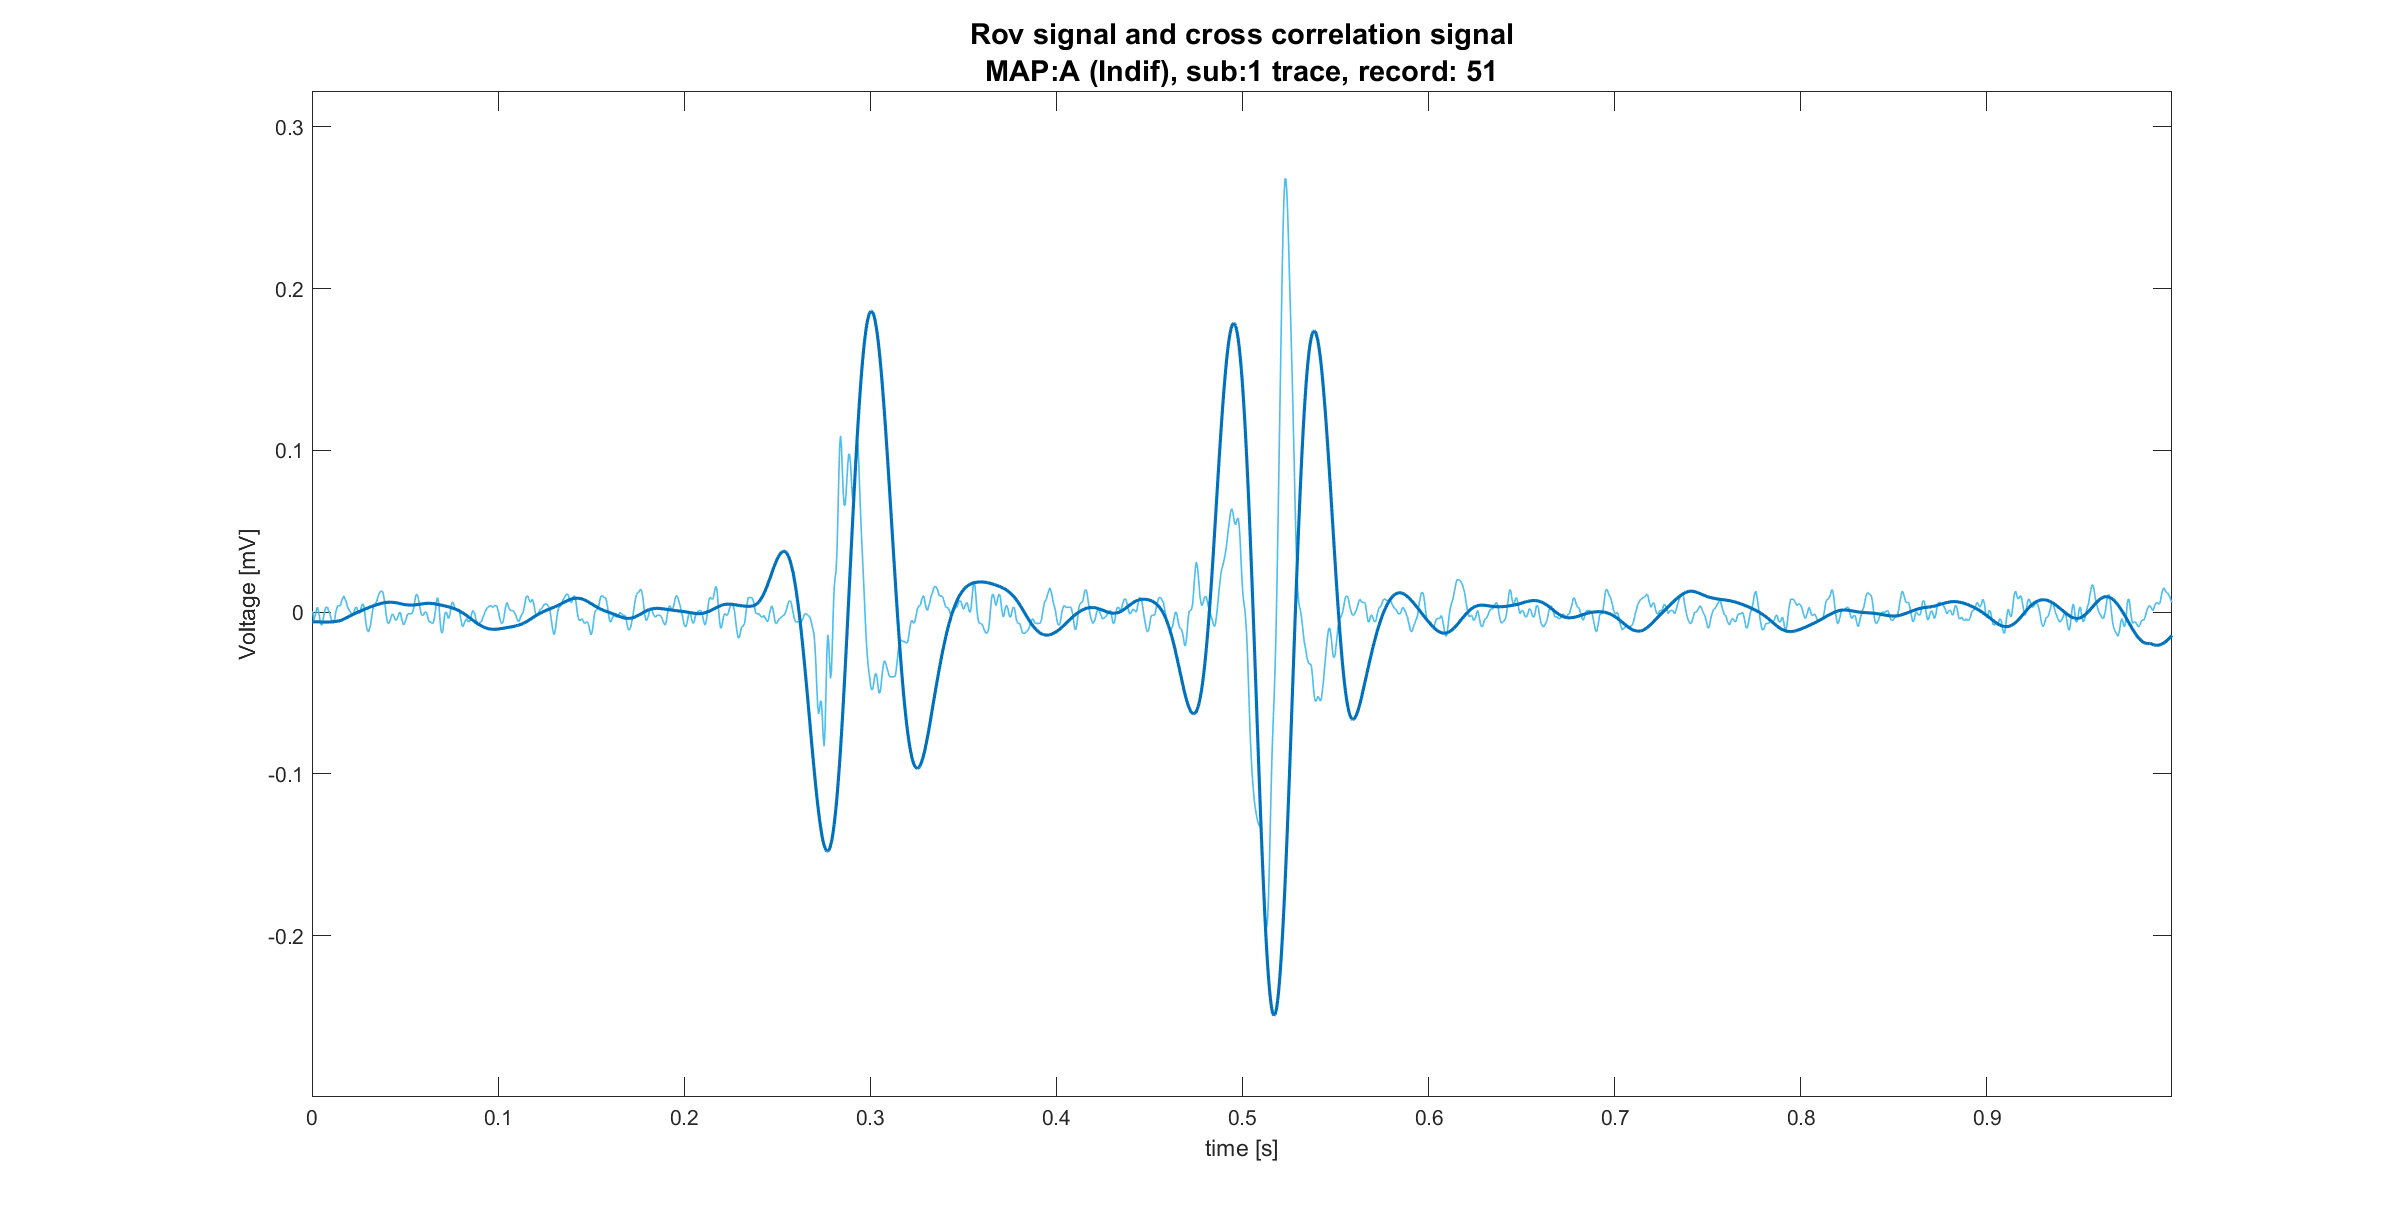 Rov signal and cross correlation signal
MAP:A (Indif), sub:1 trace, record: 51
0.3
0.2
0.1
0
-0.1
-0.2
Voltage [mV]
0 0.1 0.2 0.3 0.4 0.5 0.6 0.7 0.8 0.9
time [s]